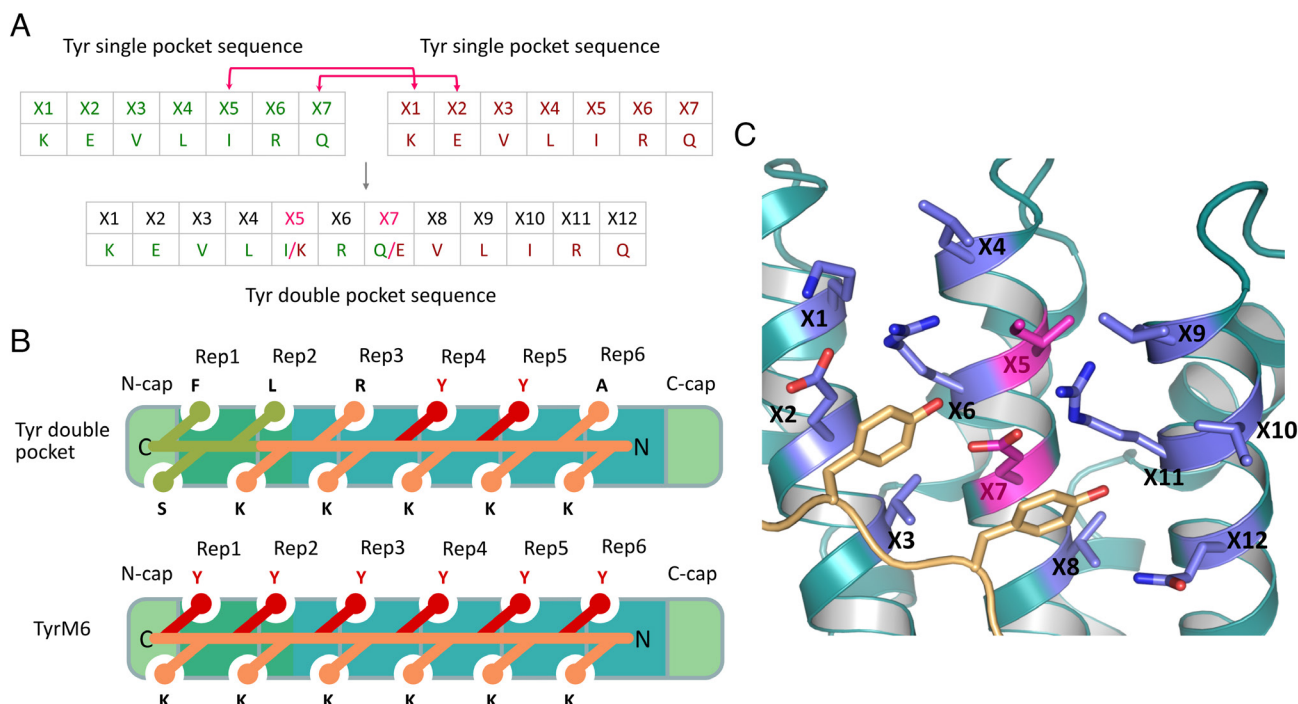 A
Tyr single pocket sequence
Tyr single pocket sequence
X1 X2 X3 X4 X5 X6 X7
K E V L I R Q
X1 X2 X3 X4 X5 X6 X7
K E V L I R Q
X1 X2 X3 X4 X5 X6 X7 X8 X9 X10 X11 X12
K E V L I/K R Q/E V L I R Q
Tyr double pocket sequence
B
Rep1 Rep2 Rep3 Rep4 Rep5 Rep6
N-cap F L R Y Y A C-cap
Tyr double
pocket
C N
S K K K K K
Rep1 Rep2 Rep3 Rep4 Rep5 Rep6
N-cap Y Y Y Y Y Y C-cap
TyrM6
C N
K K K K K K
C
X4
X1
X9
X5
X2
X6
X10
X11
X7
X3
X8
X12